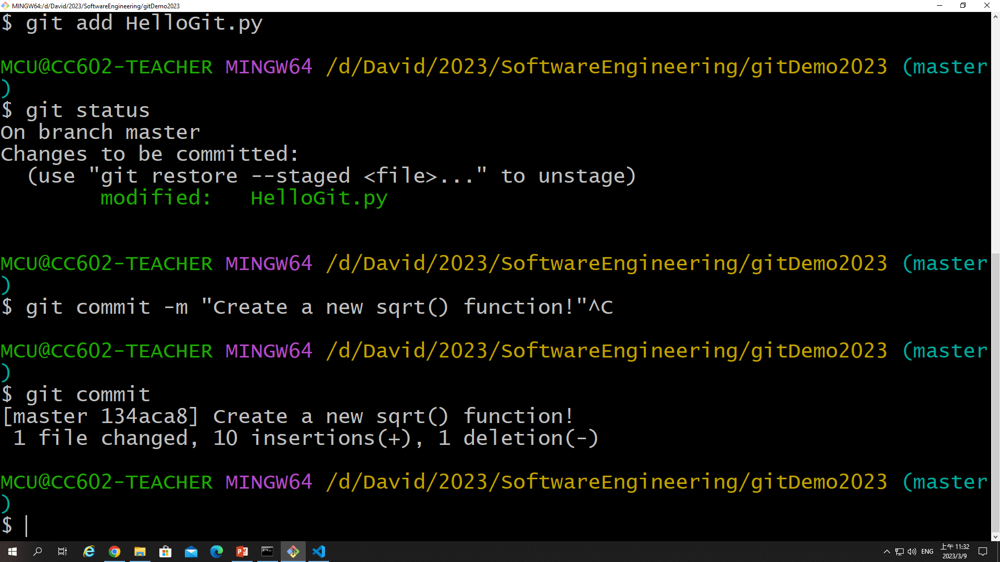 MINGW64:/d/David/2023/SoftwareEngineering/gitDemo2023
$ git add HelloGit.py
MCU@CC602-TEACHER MINGW64 /d/David/2023/SoftwareEngineering/gitDemo2023 (master
)
$ git status
On branch master
Changes to be committed:
  (use "git restore --staged <file>..." to unstage)
        modified:   HelloGit.py
MCU@CC602-TEACHER MINGW64 /d/David/2023/SoftwareEngineering/gitDemo2023 (master
)
$ git commit -m "Create a new sqrt() function!"^C
MCU@CC602-TEACHER MINGW64 /d/David/2023/SoftwareEngineering/gitDemo2023 (master
)
$ git commit
[master 134aca8] Create a new sqrt() function!
 1 file changed, 10 insertions(+), 1 deletion(-)
MCU@CC602-TEACHER MINGW64 /d/David/2023/SoftwareEngineering/gitDemo2023 (master
)
$
ENG
上午 11:32
2023/3/9